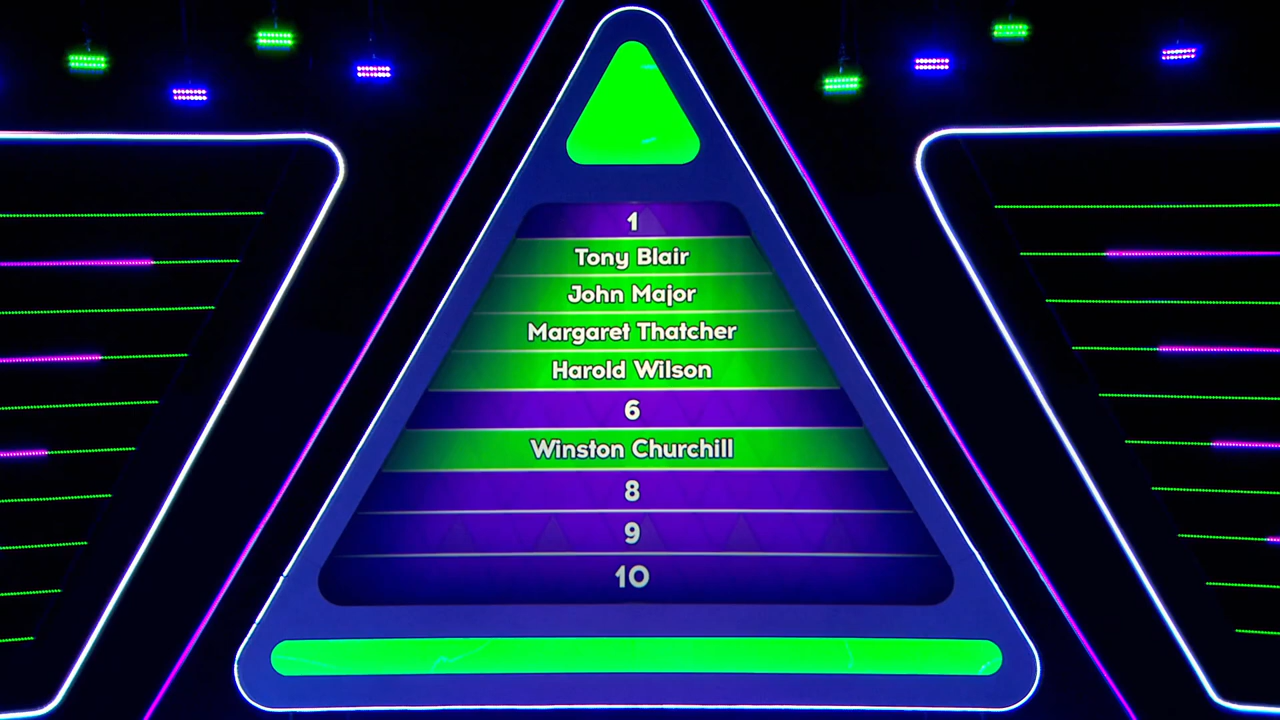 1
Tony Blair
John Major
Margaret Thatcher
Harold Wilson
6
Winston Churchill
8
9
10